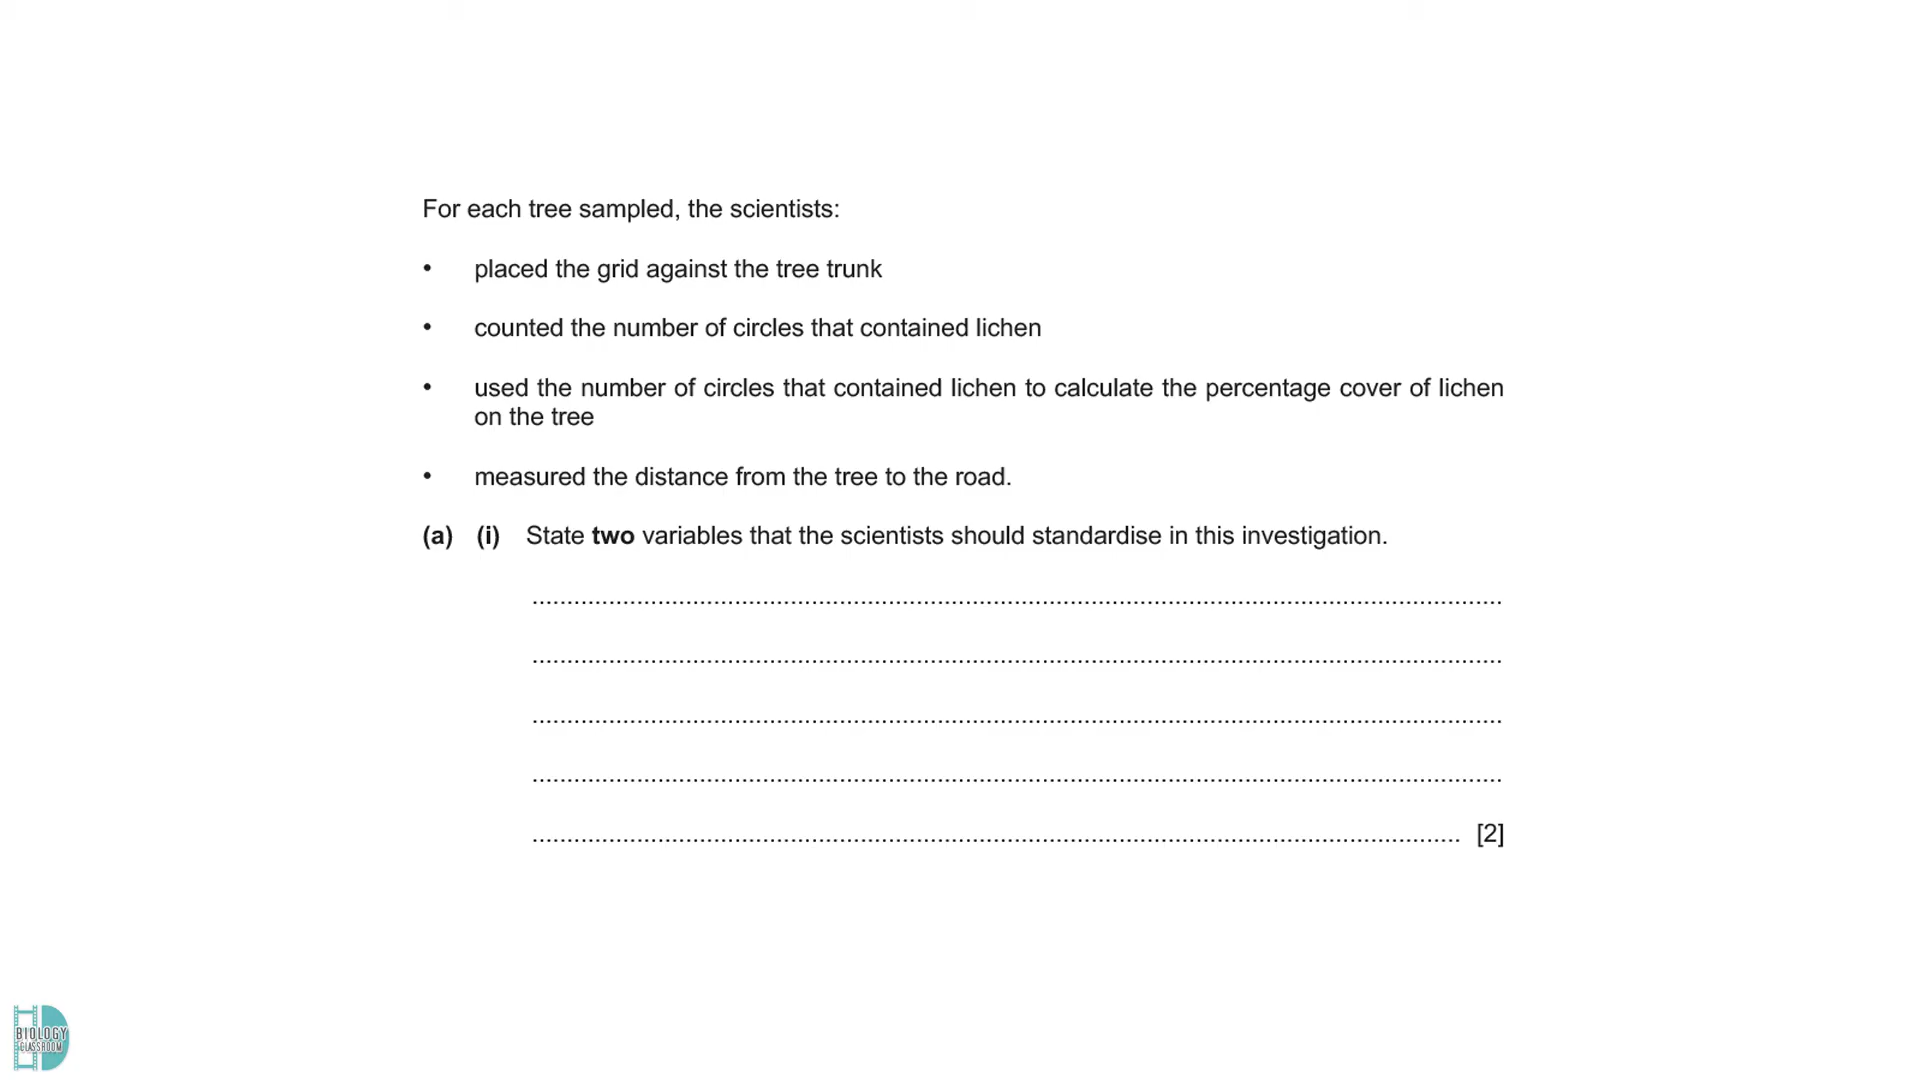 For each tree sampled, the scientists:
• placed the grid against the tree trunk
• counted the number of circles that contained lichen
• used the number of circles that contained lichen to calculate the percentage cover of lichen
on the tree
• measured the distance from the tree to the road.
(a) (i) State two variables that the scientists should standardise in this investigation.
[2]
BIOLOGY
CLASSROOM